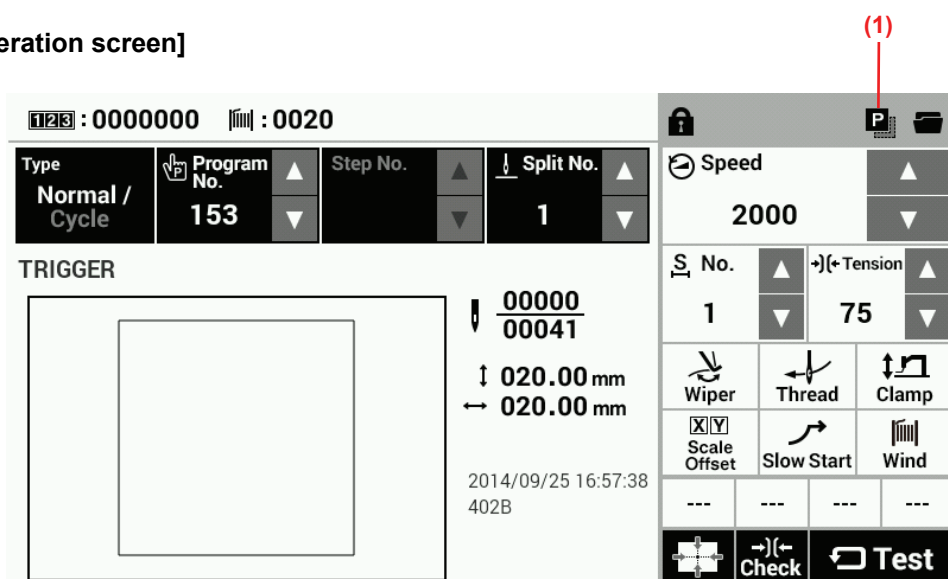 (1)
eration screen]
123 : 0000000 : 0020
P
Type
Normal /
Cycle
P Program
No.
153
Step No.
Split No.
1
Speed
2000
TRIGGER
S No.
1
Tension
75
00000
00041
020.00 mm
020.00 mm
Wiper
Thread
Clamp
X Y
Scale
Offset
Slow Start
Wind
2014/09/25 16:57:38
402B
--- --- --- ---
Check
Test